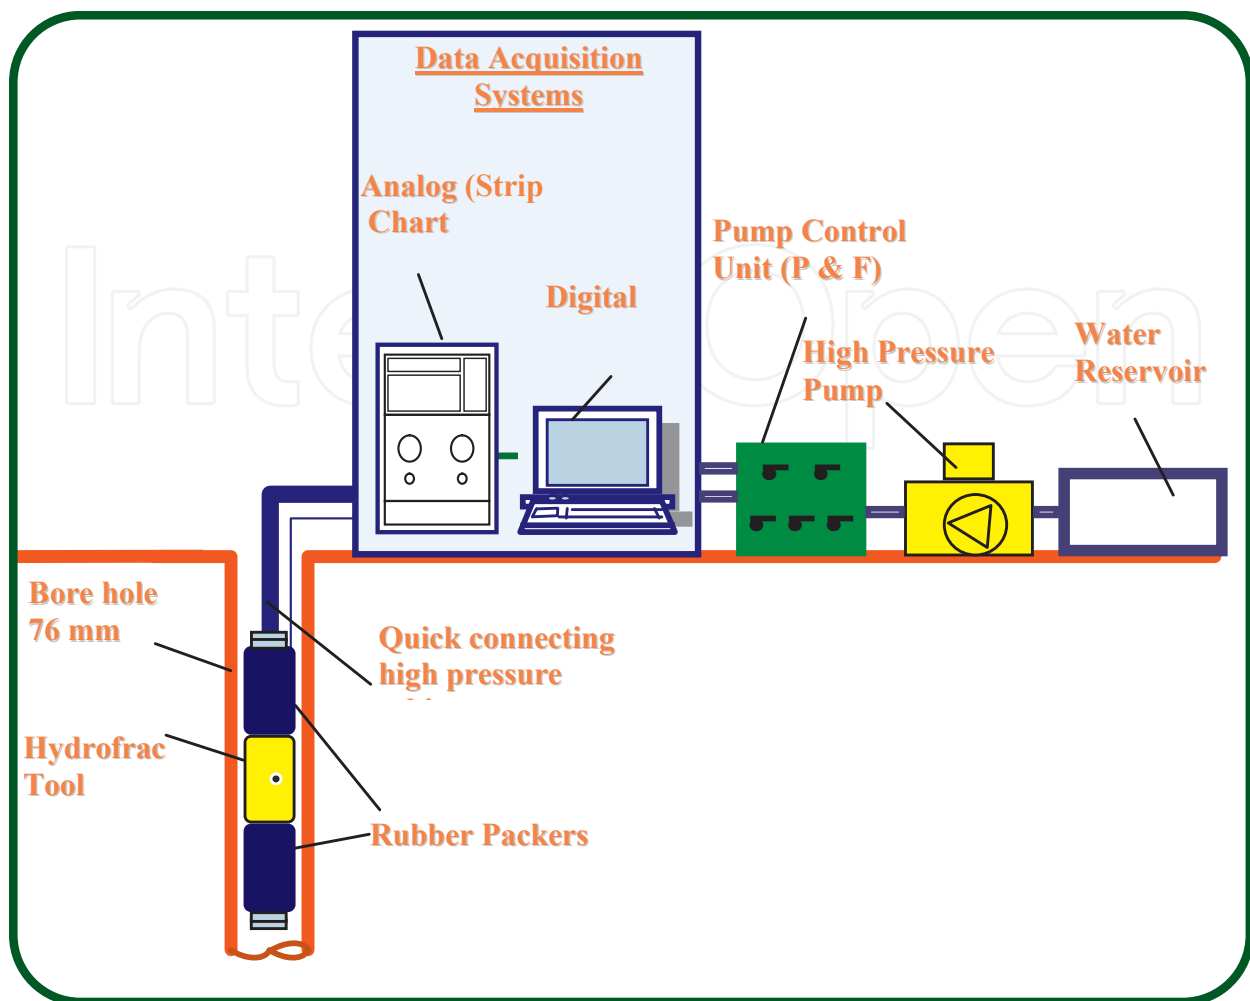 Data Acquisition
Systems
Analog (Strip
Chart
Digital
Pump Control
Unit (P & F)
High Pressure
Pump
Water
Reservoir
Bore hole
76 mm
Quick connecting
high pressure
Hydrofrac
Tool
Rubber Packers
Open